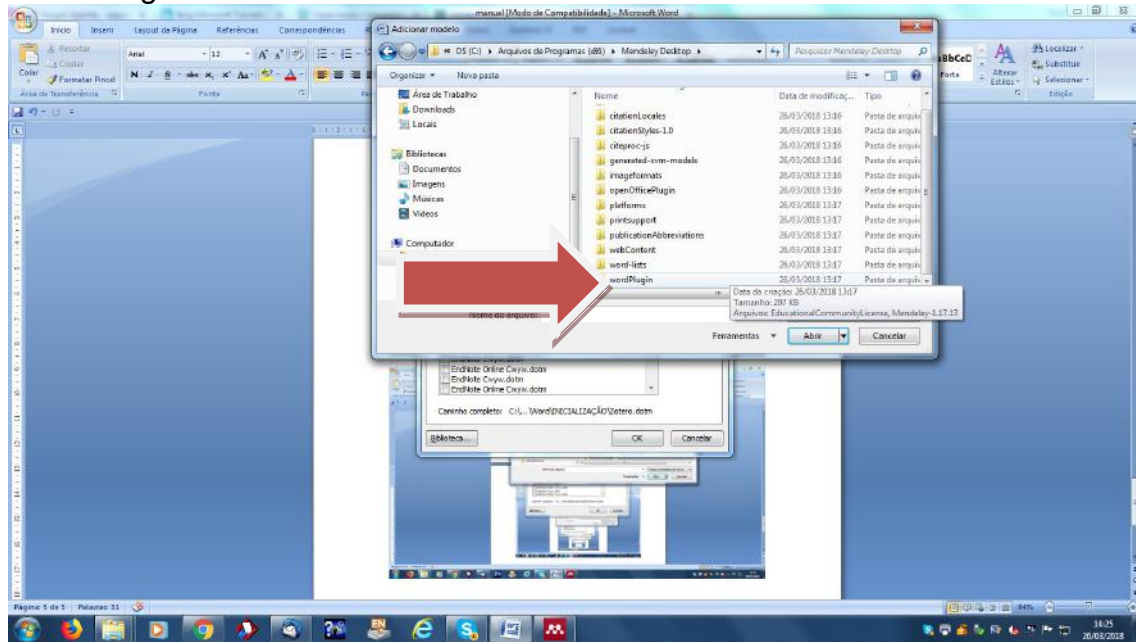 manual [Modo de Compatibilidade] - Microsoft Word
Início Inserir Layout da Página Referências Correspondências
Recortar
Copiar
Colar
Formatar Pincel
Área de Transferência
Arial 12
Fonte
Localizar
Substituir
Selecionar
Alterar Estilos
Edição
Adicionar modelo
OS (C:) Arquivos de Programas (x86) Mendeley Desktop
Pesquisar Mendeley Desktop
Organizar Nova pasta
Área de Trabalho
Downloads
Locais
Bibliotecas
Documentos
Imagens
Músicas
Vídeos
Computador
Nome Data de modificaç... Tipo
citationLocales 26/03/2018 13:16 Pasta de arquiv
citationStyles-1.0 26/03/2018 13:16 Pasta de arquiv
citeproc-js 26/03/2018 13:16 Pasta de arquiv
generated-svm-models 26/03/2018 13:16 Pasta de arquiv
imageformats 26/03/2018 13:16 Pasta de arquiv
openOfficePlugin 26/03/2018 13:16 Pasta de arquiv
platforms 26/03/2018 13:17 Pasta de arquiv
printsupport 26/03/2018 13:17 Pasta de arquiv
publicationAbbreviations 26/03/2018 13:17 Pasta de arquiv
webContent 26/03/2018 13:17 Pasta de arquiv
word-lists 26/03/2018 13:17 Pasta de arquiv
wordPlugin 26/03/2018 13:17 Pasta de arquiv
Data da criação: 26/03/2018 13:17
Tamanho: 207 KB
Arquivos: EducationalCommunityLicense, Mendeley-1.17.13
Nome do arquivo:
Ferramentas Abrir Cancelar
EndNote Online Cwyw.dotm
EndNote Cwyw.dotm
EndNote Online Cwyw.dotm
Caminho completo: C:\...\Word\INICIALIZAÇÃO\Zotero.dotm
Biblioteca... OK Cancelar
Página: 5 de 5 Palavras: 31
94%
14:25
26/03/2018